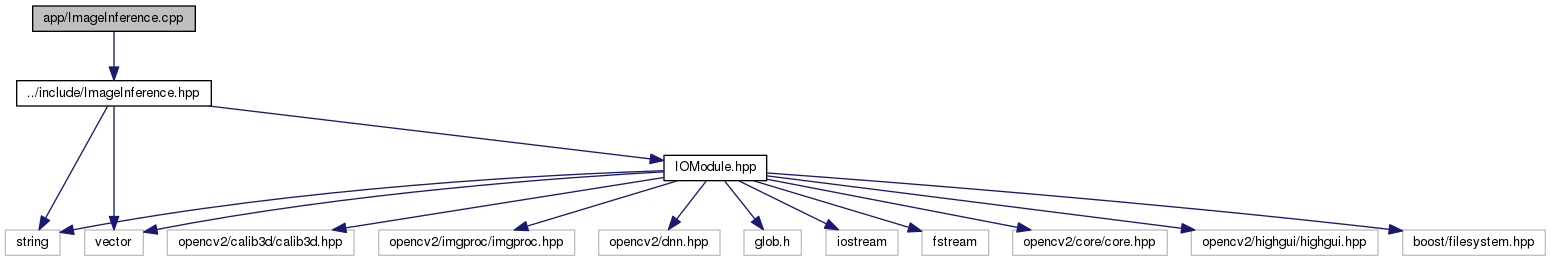 app/ImageInference.cpp
../include/ImageInference.hpp
IOModule.hpp
string
vector
opencv2/calib3d/calib3d.hpp
opencv2/imgproc/imgproc.hpp
opencv2/dnn.hpp
glob.h
iostream
fstream
opencv2/core/core.hpp
opencv2/highgui/highgui.hpp
boost/filesystem.hpp